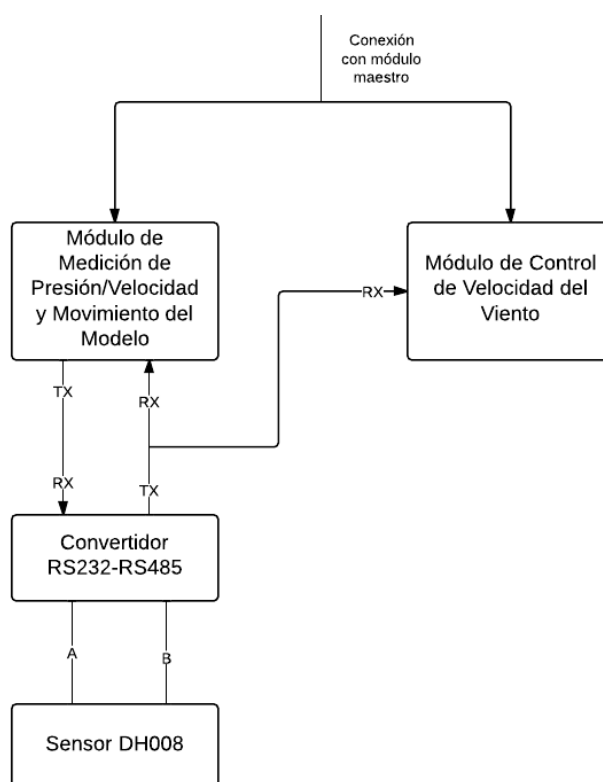 Conexión
con módulo
maestro
Módulo de
Medición de
Presión/Velocidad
y Movimiento del
Modelo
Módulo de Control
de Velocidad del
Viento
RX
TX
RX
RX
TX
Convertidor
RS232-RS485
A
B
Sensor DH008